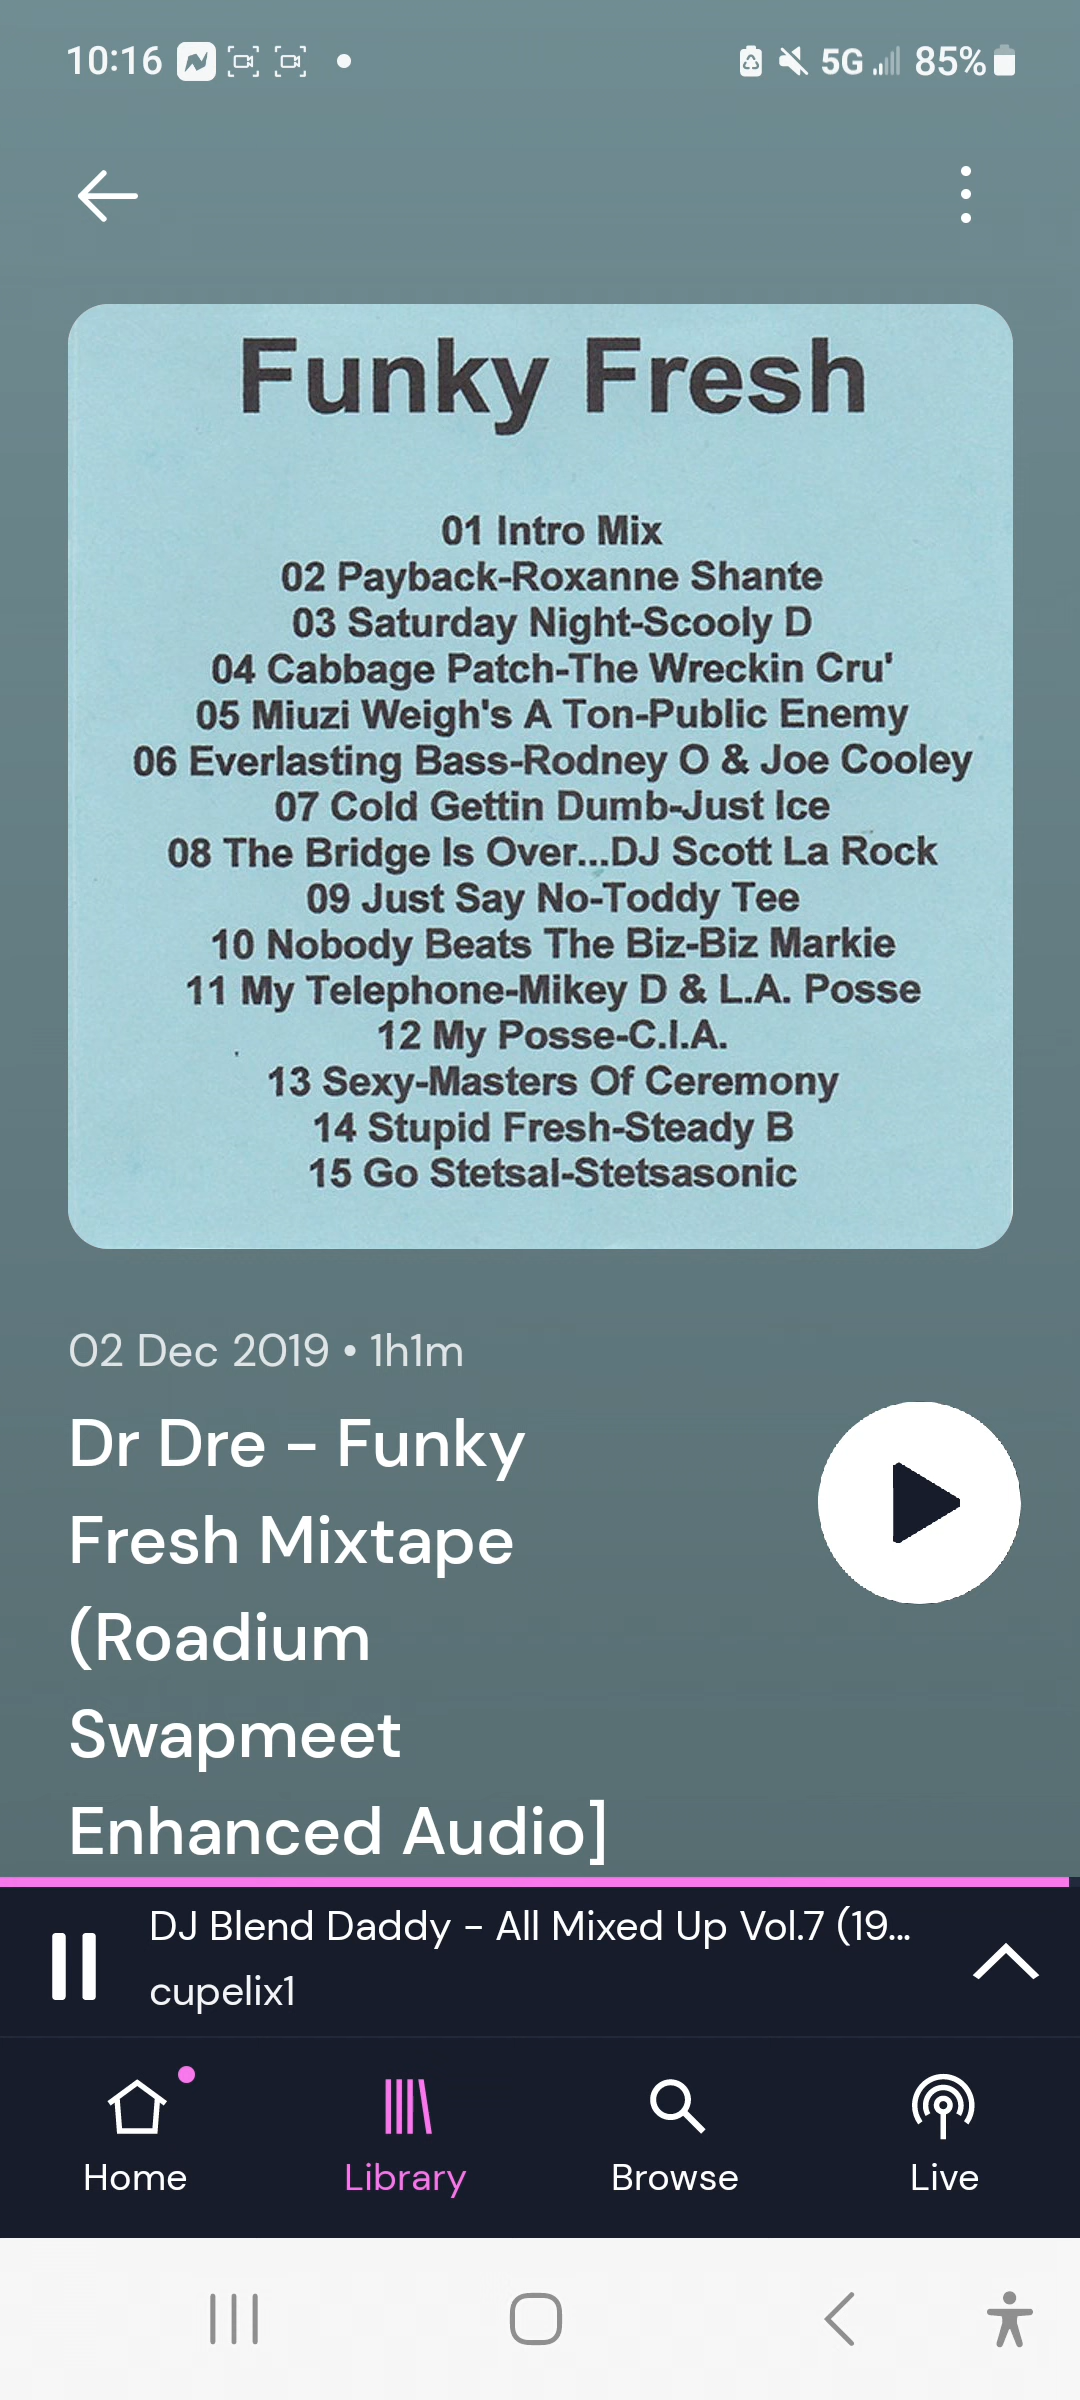 10:16
5G 85%
Funky Fresh
01 Intro Mix
02 Payback-Roxanne Shante
03 Saturday Night-Scooly D
04 Cabbage Patch-The Wreckin Cru'
05 Miuzi Weigh's A Ton-Public Enemy
06 Everlasting Bass-Rodney O & Joe Cooley
07 Cold Gettin Dumb-Just Ice
08 The Bridge Is Over...DJ Scott La Rock
09 Just Say No-Toddy Tee
10 Nobody Beats The Biz-Biz Markie
11 My Telephone-Mikey D & L.A. Posse
12 My Posse-C.I.A.
13 Sexy-Masters Of Ceremony
14 Stupid Fresh-Steady B
15 Go Stetsal-Stetsasonic
02 Dec 2019 • 1h1m
Dr Dre - Funky
Fresh Mixtape
(Roadium
Swapmeet
Enhanced Audio]
DJ Blend Daddy - All Mixed Up Vol.7 (19...
cupelix1
Home Library Browse Live